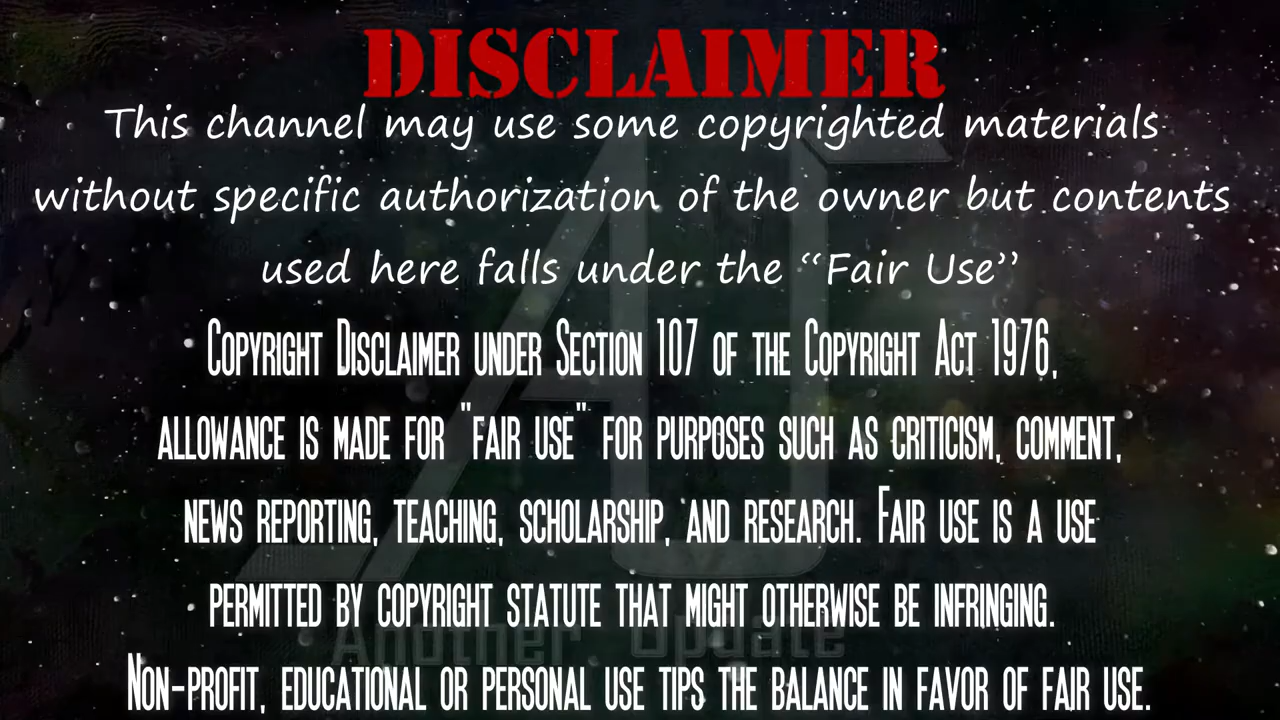 DISCLAIMER
This channel may use some copyrighted materials
without specific authorization of the owner but contents
used here falls under the “Fair Use”
Copyright Disclaimer under Section 107 of the Copyright Act 1976,
allowance is made for "fair use" for purposes such as criticism, comment,
news reporting, teaching, scholarship, and research. Fair use is a use
permitted by copyright statute that might otherwise be infringing.
Another Update
Non-profit, educational or personal use tips the balance in favor of fair use.